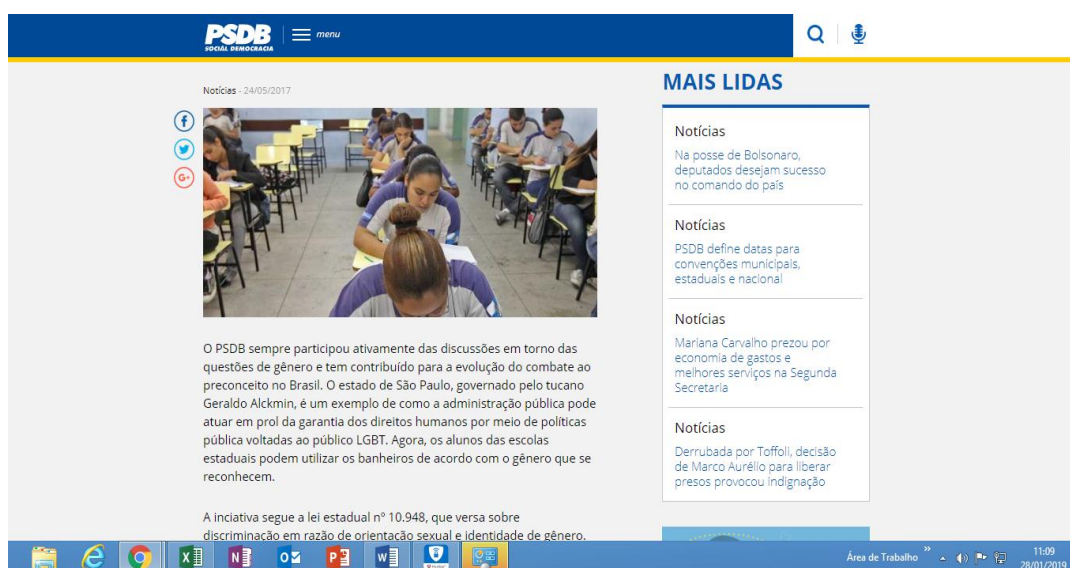 PSDB
SOCIAL DEMOCRACIA
menu
Notícias - 24/05/2017
O PSDB sempre participou ativamente das discussões em torno das
questões de gênero e tem contribuído para a evolução do combate ao
preconceito no Brasil. O estado de São Paulo, governado pelo tucano
Geraldo Alckmin, é um exemplo de como a administração pública pode
atuar em prol da garantia dos direitos humanos por meio de políticas
pública voltadas ao público LGBT. Agora, os alunos das escolas
estaduais podem utilizar os banheiros de acordo com o gênero que se
reconhecem.
A inciativa segue a lei estadual nº 10.948, que versa sobre
discriminação em razão de orientação sexual e identidade de gênero.
MAIS LIDAS
Notícias
Na posse de Bolsonaro,
deputados desejam sucesso
no comando do país
Notícias
PSDB define datas para
convenções municipais,
estaduais e nacional
Notícias
Mariana Carvalho prezou por
economia de gastos e
melhores serviços na Segunda
Secretaria
Notícias
Derrubada por Toffoli, decisão
de Marco Aurélio para liberar
presos provocou indignação
Área de Trabalho
11:09
28/01/2019